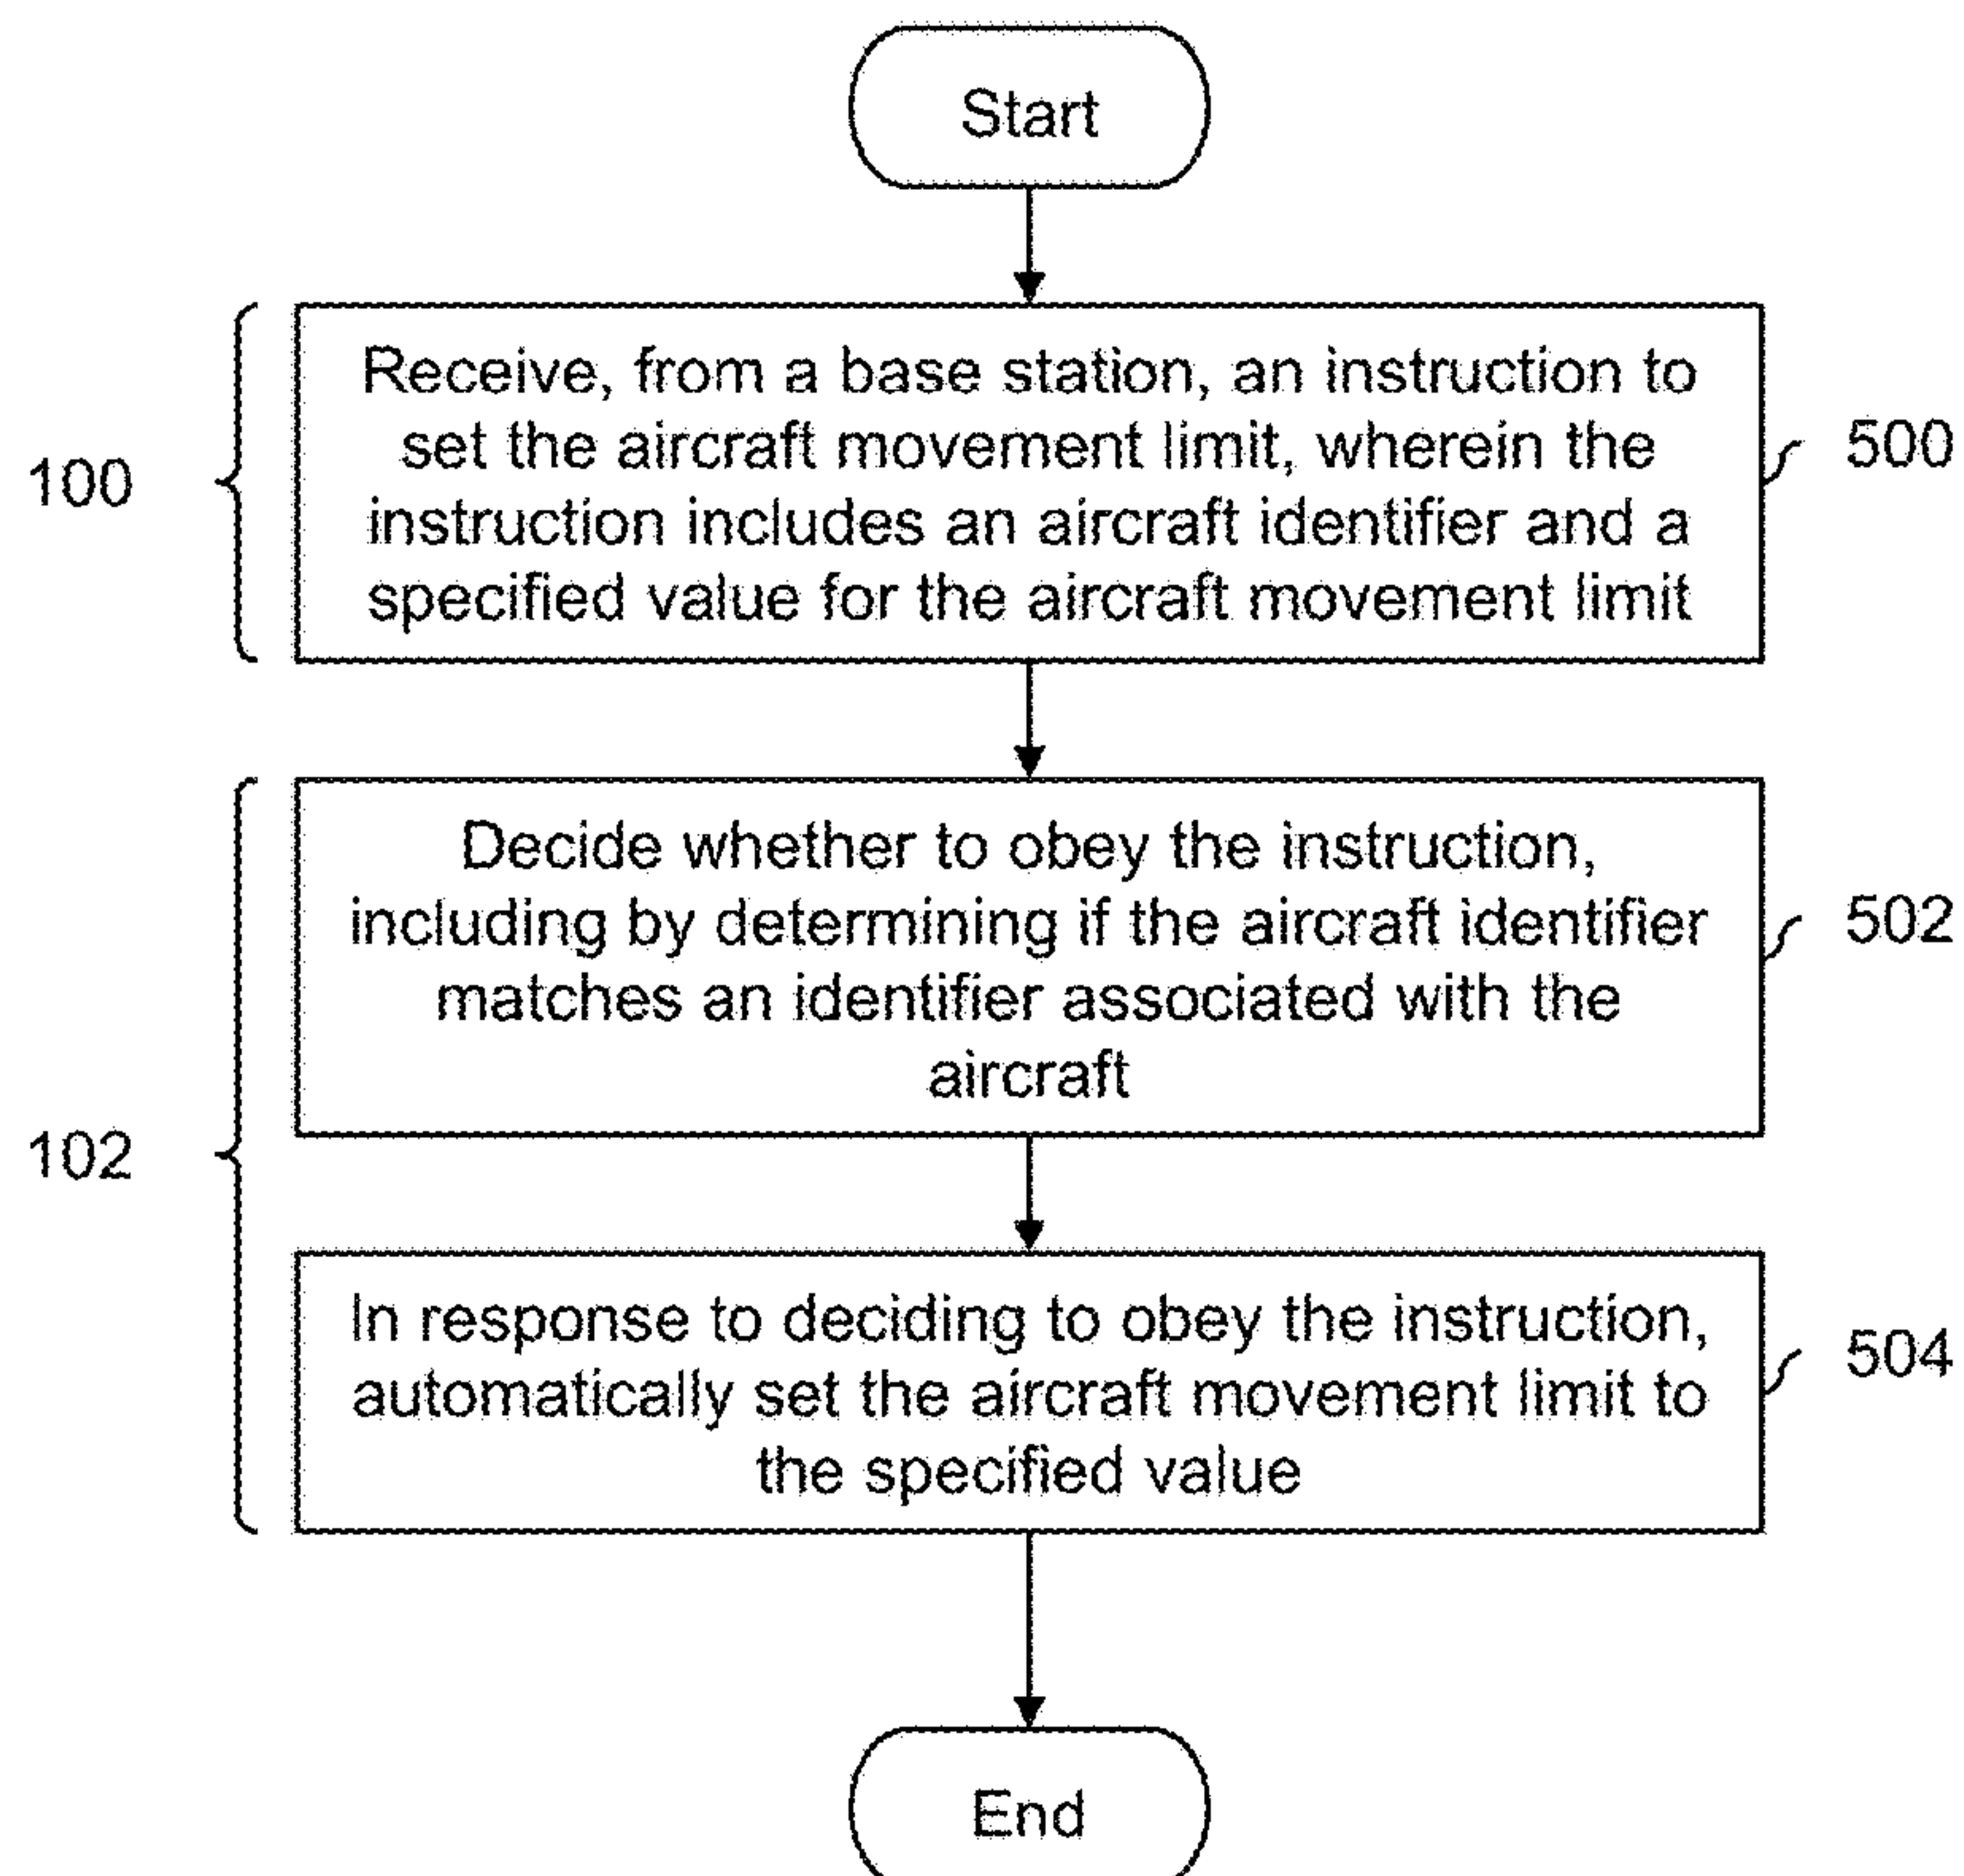 Start
100
Receive, from a base station, an instruction to
set the aircraft movement limit, wherein the
instruction includes an aircraft identifier and a
specified value for the aircraft movement limit
500
102
Decide whether to obey the instruction,
including by determining if the aircraft identifier
matches an identifier associated with the
aircraft
502
In response to deciding to obey the instruction,
automatically set the aircraft movement limit to
the specified value
504
End